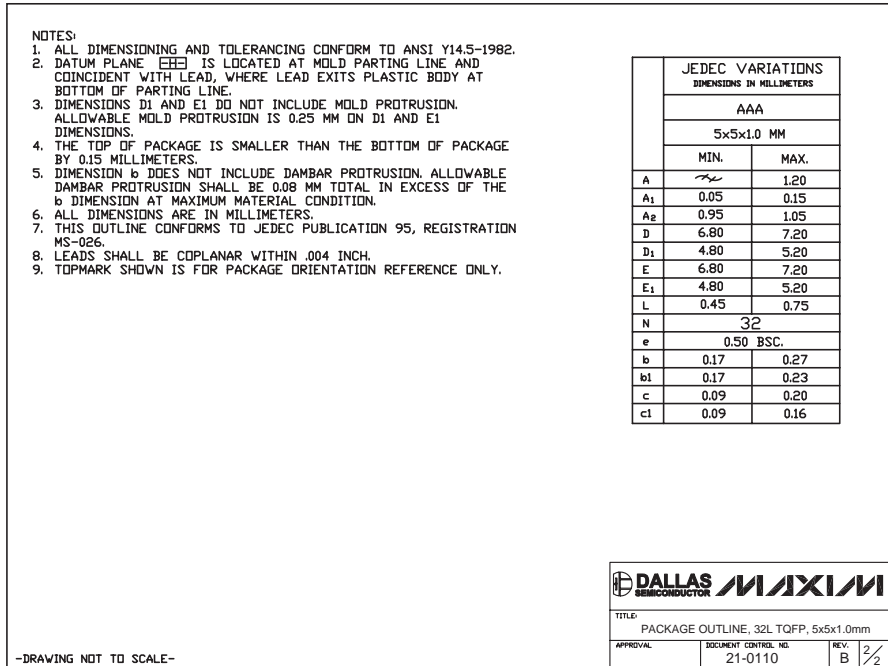 NOTES:
1. ALL DIMENSIONING AND TOLERANCING CONFORM TO ANSI Y14.5-1982.
2. DATUM PLANE -H- IS LOCATED AT MOLD PARTING LINE AND
COINCIDENT WITH LEAD, WHERE LEAD EXITS PLASTIC BODY AT
BOTTOM OF PARTING LINE.
3. DIMENSIONS D1 AND E1 DO NOT INCLUDE MOLD PROTRUSION.
ALLOWABLE MOLD PROTRUSION IS 0.25 MM ON D1 AND E1
DIMENSIONS.
4. THE TOP OF PACKAGE IS SMALLER THAN THE BOTTOM OF PACKAGE
BY 0.15 MILLIMETERS.
5. DIMENSION b DOES NOT INCLUDE DAMBAR PROTRUSION. ALLOWABLE
DAMBAR PROTRUSION SHALL BE 0.08 MM TOTAL IN EXCESS OF THE
b DIMENSION AT MAXIMUM MATERIAL CONDITION.
6. ALL DIMENSIONS ARE IN MILLIMETERS.
7. THIS OUTLINE CONFORMS TO JEDEC PUBLICATION 95, REGISTRATION
MS-026.
8. LEADS SHALL BE COPLANAR WITHIN .004 INCH.
9. TOPMARK SHOWN IS FOR PACKAGE ORIENTATION REFERENCE ONLY.
JEDEC VARIATIONS
DIMENSIONS IN MILLIMETERS
AAA
5x5x1.0 MM
MIN. MAX.
A 1.20
A1 0.05 0.15
A2 0.95 1.05
D 6.80 7.20
D1 4.80 5.20
E 6.80 7.20
E1 4.80 5.20
L 0.45 0.75
N 32
e 0.50 BSC.
b 0.17 0.27
b1 0.17 0.23
c 0.09 0.20
c1 0.09 0.16
DALLAS SEMICONDUCTOR MAXIM
TITLE:
PACKAGE OUTLINE, 32L TQFP, 5x5x1.0mm
APPROVAL DOCUMENT CONTROL NO. REV.
21-0110 B 2/2
-DRAWING NOT TO SCALE-